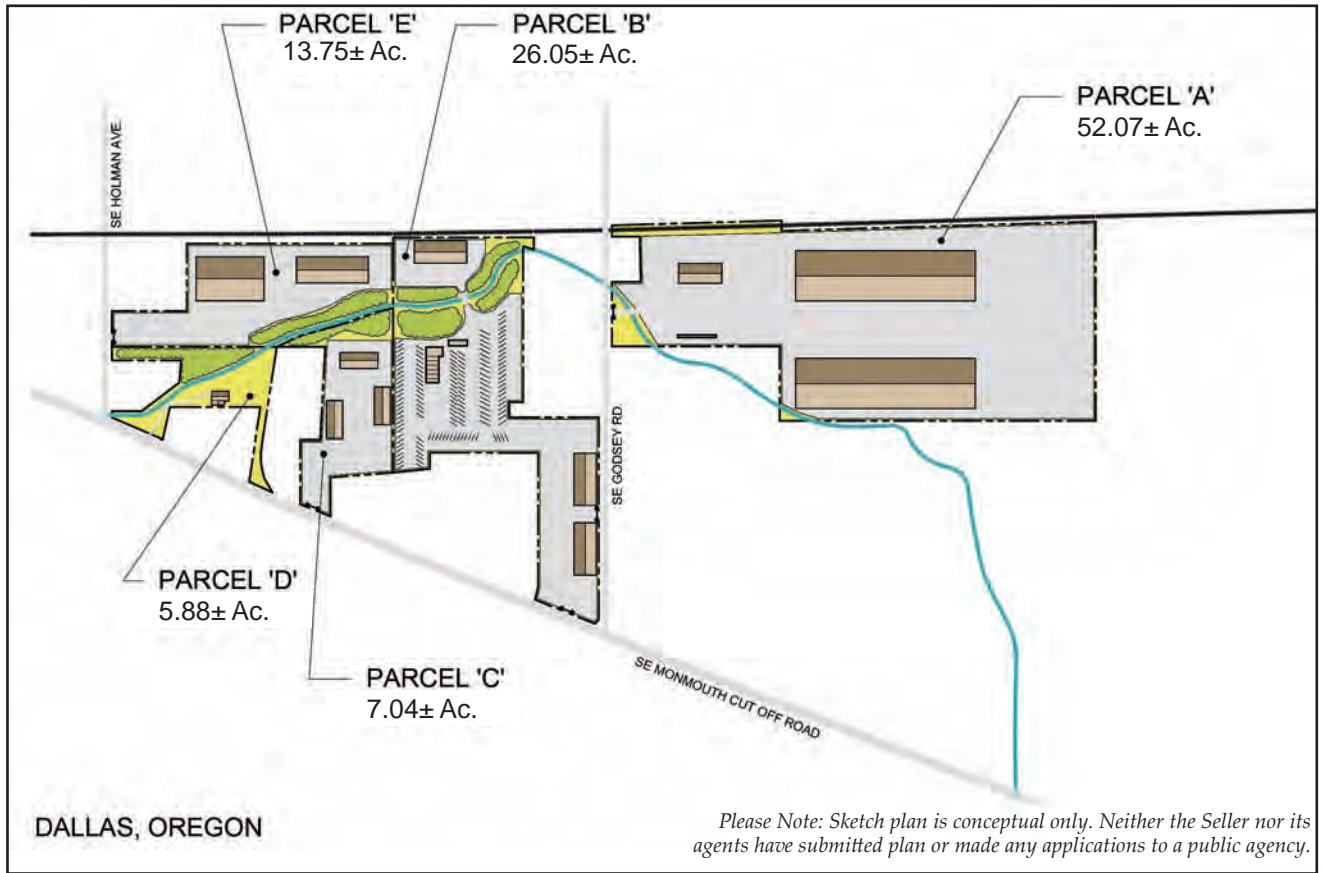 PARCEL 'E'
13.75± Ac.
PARCEL 'B'
26.05± Ac.
PARCEL 'A'
52.07± Ac.
SE HOLMAN AVE.
SE GODSEY RD.
PARCEL 'D'
5.88± Ac.
PARCEL 'C'
7.04± Ac.
SE MONMOUTH CUT OFF ROAD
DALLAS, OREGON
Please Note: Sketch plan is conceptual only. Neither the Seller nor its
agents have submitted plan or made any applications to a public agency.